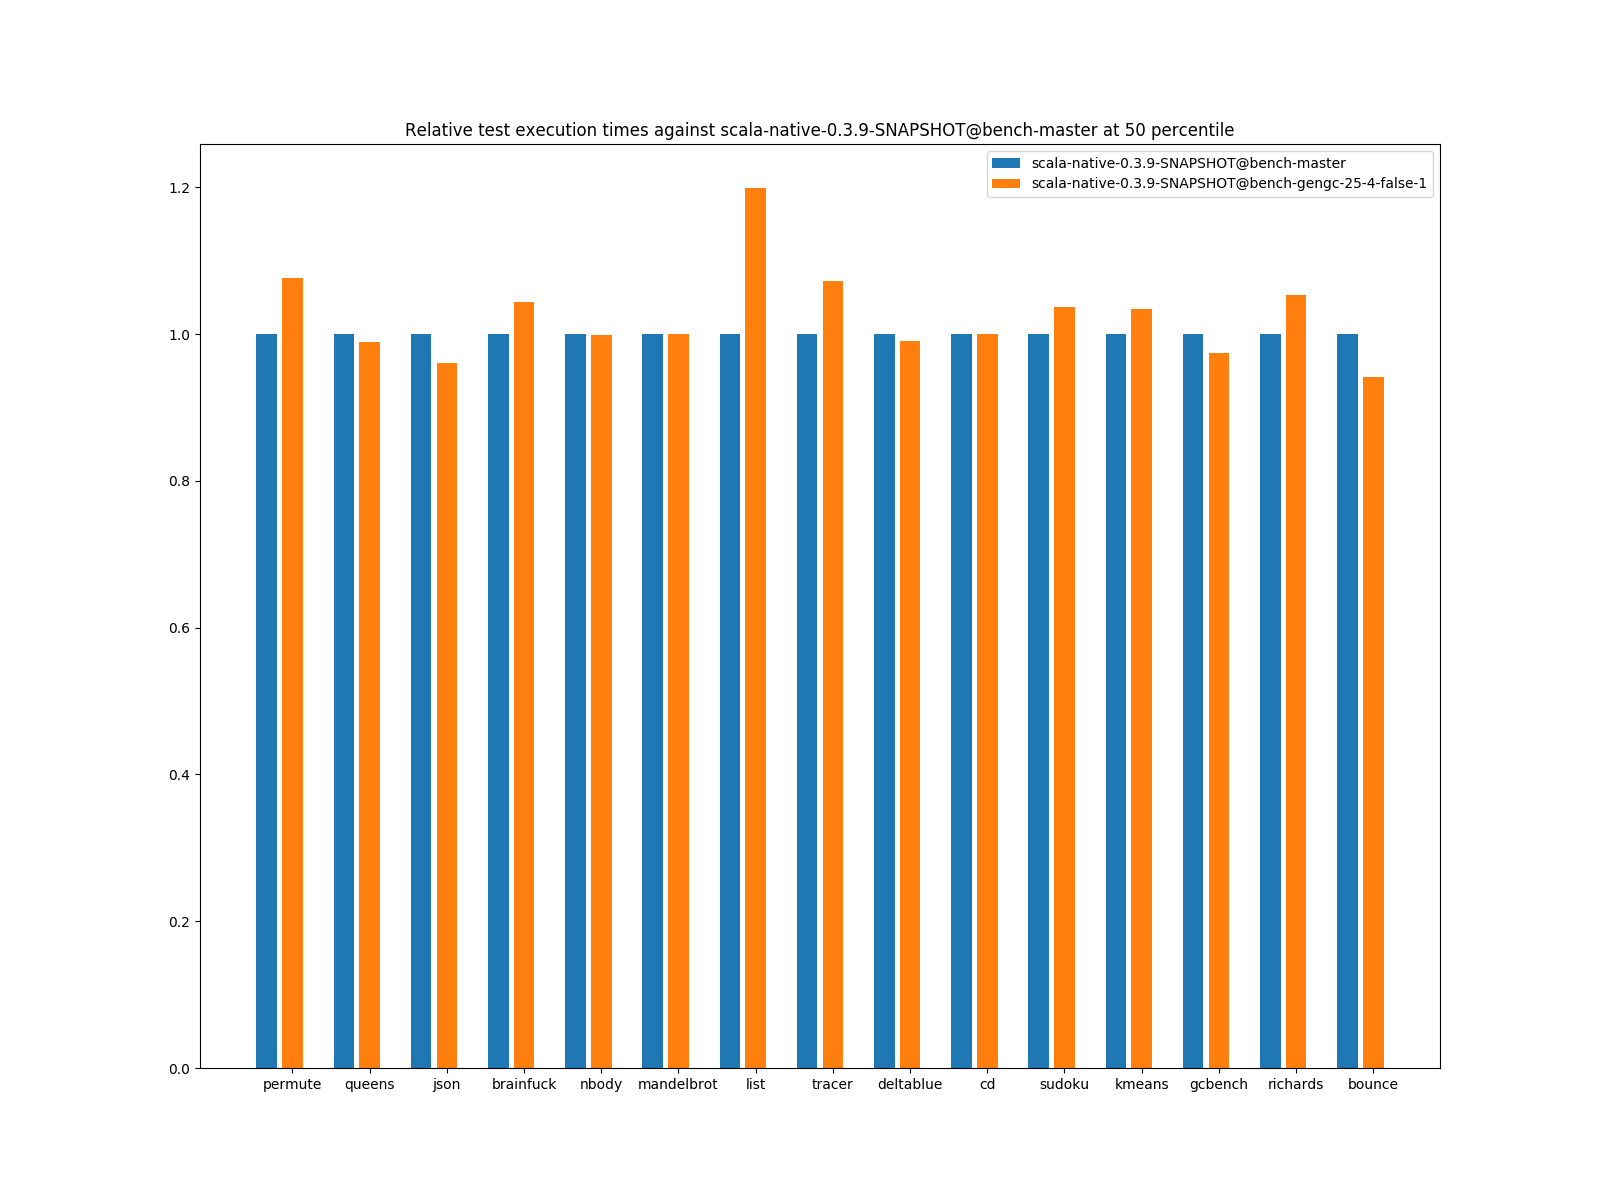 Relative test execution times against scala-native-0.3.9-SNAPSHOT@bench-master at 50 percentile
scala-native-0.3.9-SNAPSHOT@bench-master
scala-native-0.3.9-SNAPSHOT@bench-gengc-25-4-false-1
1.2
1.0
0.8
0.6
0.4
0.2
0.0
permute queens json brainfuck nbody mandelbrot list tracer deltablue cd sudoku kmeans gcbench richards bounce